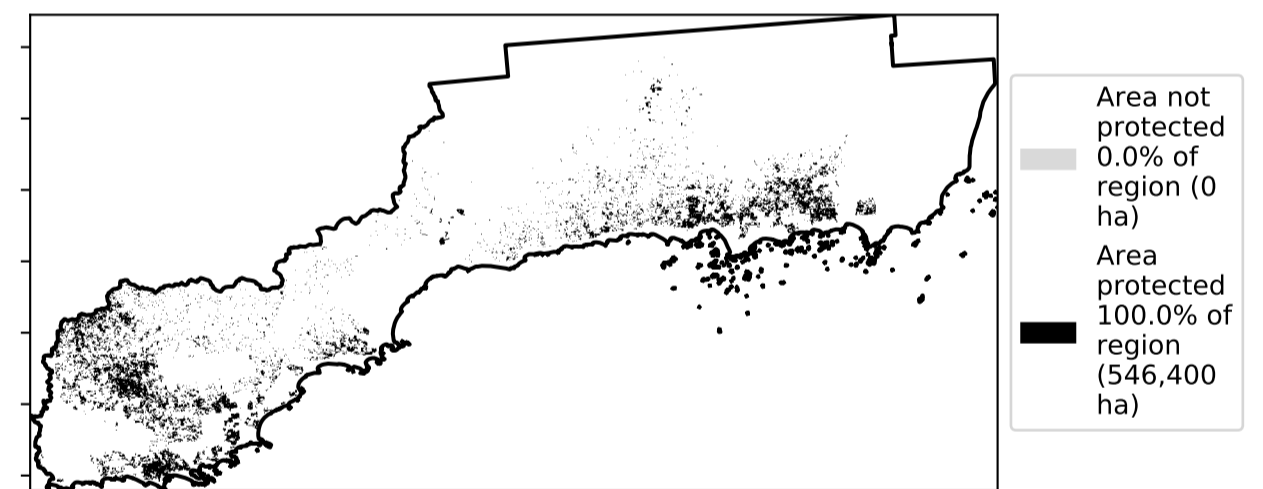 Area not
protected
0.0% of
region (0
ha)
Area
protected
100.0% of
region
(546,400
ha)